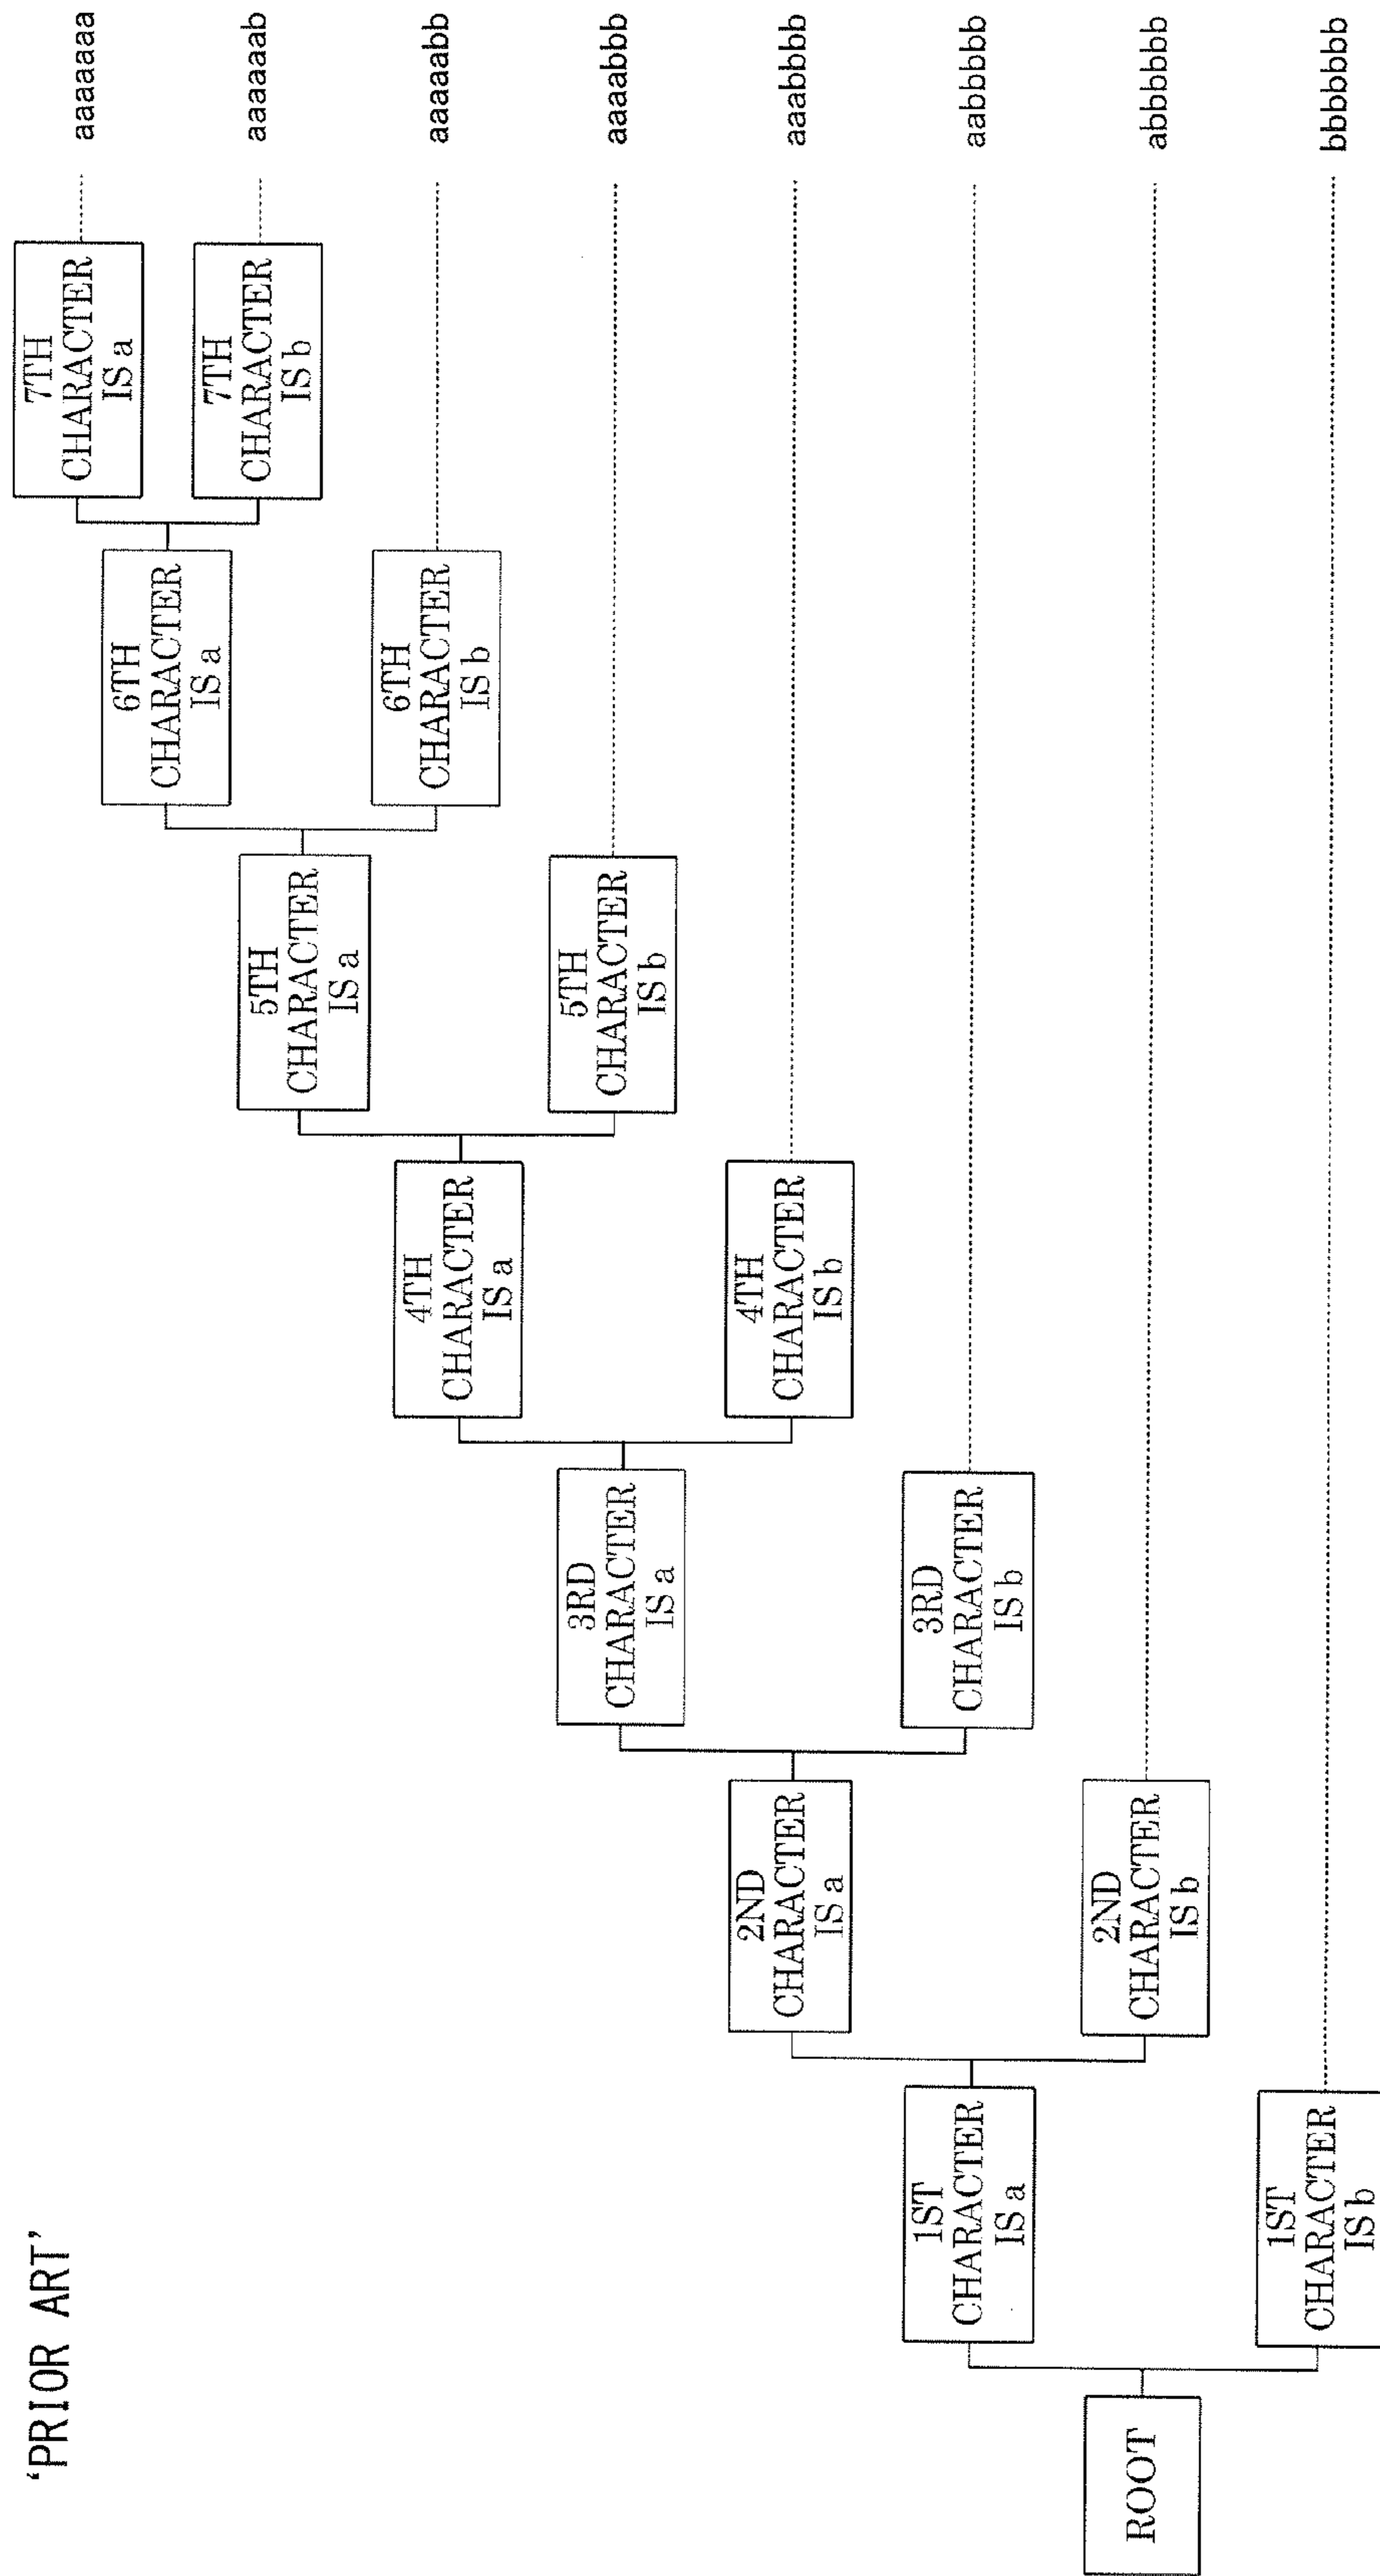 'PRIOR ART'
7TH
CHARACTER
IS a
aaaaaaa
6TH
CHARACTER
IS a
7TH
CHARACTER
IS b
aaaaaab
5TH
CHARACTER
IS a
6TH
CHARACTER
IS b
aaaaabb
4TH
CHARACTER
IS a
5TH
CHARACTER
IS b
aaaabbb
3RD
CHARACTER
IS a
2ND
CHARACTER
IS a
4TH
CHARACTER
IS b
aaabbbb
1ST
CHARACTER
IS a
3RD
CHARACTER
IS b
aabbbbb
ROOT
2ND
CHARACTER
IS b
abbbbbb
1ST
CHARACTER
IS b
bbbbbbb